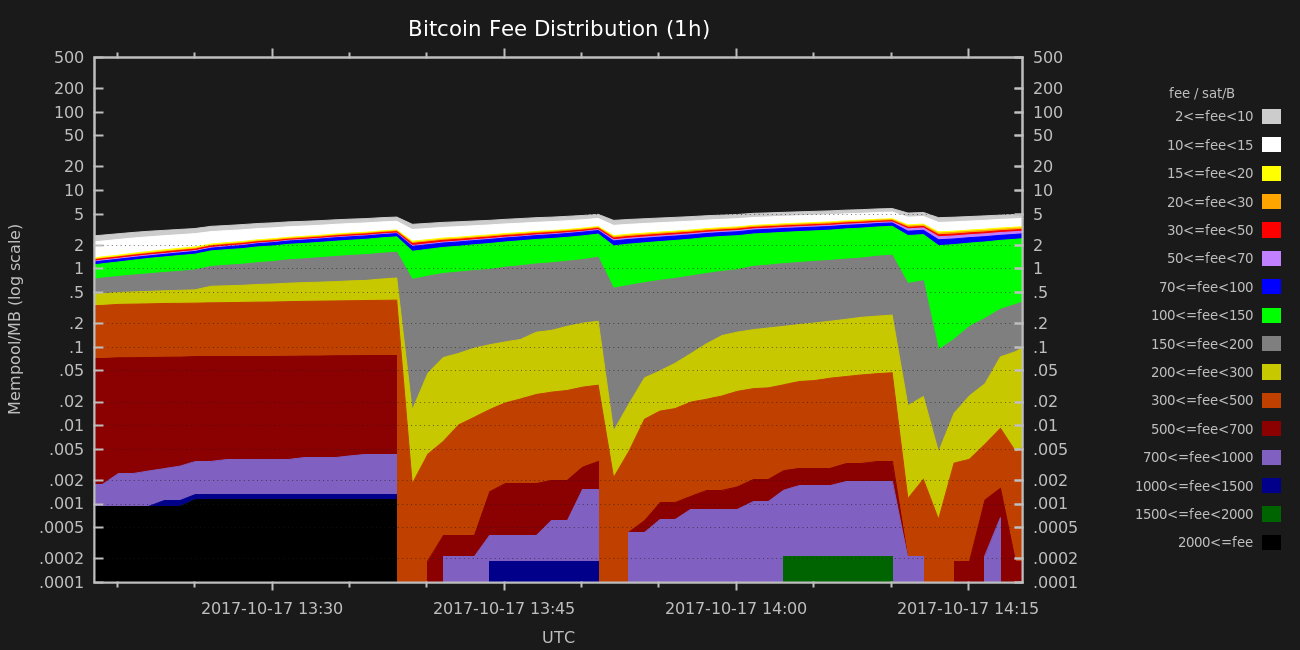 Bitcoin Fee Distribution (1h)
500 500
200 200
100 100
50 50
20 20
10 10
5 5
2 2
1 1
.5 .5
.2 .2
.1 .1
.05 .05
.02 .02
.01 .01
.005 .005
.002 .002
.001 .001
.0005 .0005
.0002 .0002
.0001 .0001
Mempool/MB (log scale)
2017-10-17 13:30 2017-10-17 13:45 2017-10-17 14:00 2017-10-17 14:15
UTC
fee / sat/B
2<=fee<10
10<=fee<15
15<=fee<20
20<=fee<30
30<=fee<50
50<=fee<70
70<=fee<100
100<=fee<150
150<=fee<200
200<=fee<300
300<=fee<500
500<=fee<700
700<=fee<1000
1000<=fee<1500
1500<=fee<2000
2000<=fee